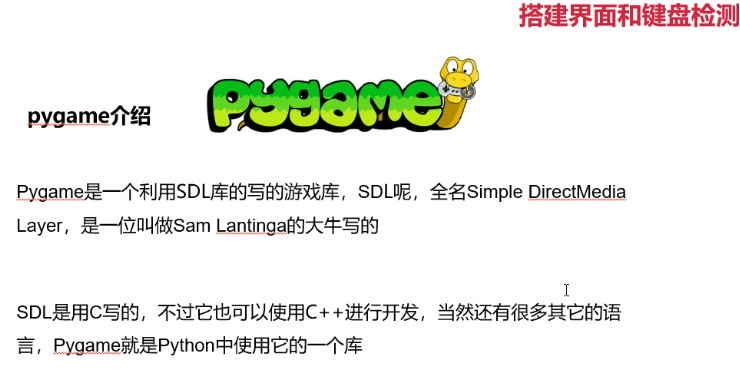 搭建界面和键盘检测
pygame
pygame介绍
Pygame是一个利用SDL库的写的游戏库，SDL呢，全名Simple DirectMedia
Layer，是一位叫做Sam Lantinga的大牛写的
SDL是用C写的，不过它也可以使用C++进行开发，当然还有很多其它的语
言，Pygame就是Python中使用它的一个库